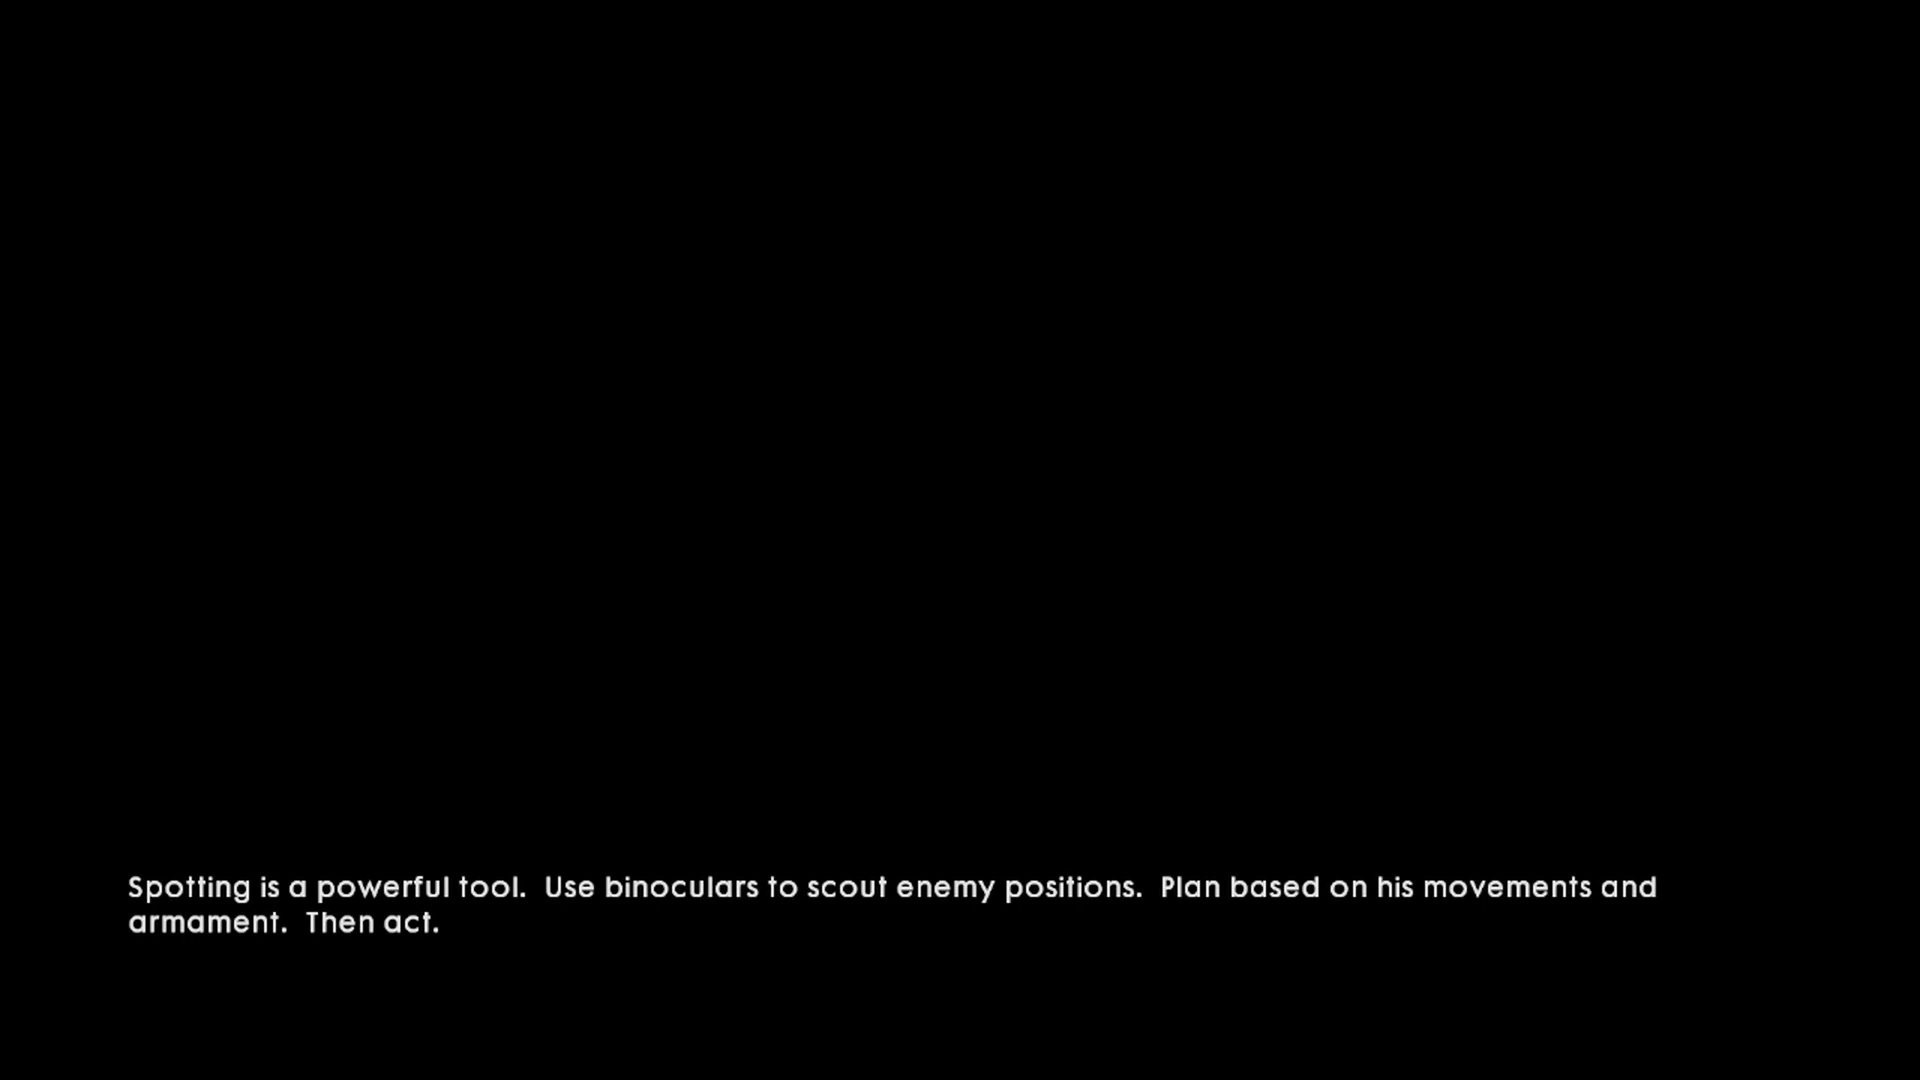 Spotting is a powerful tool.  Use binoculars to scout enemy positions.  Plan based on his movements and
armament.  Then act.